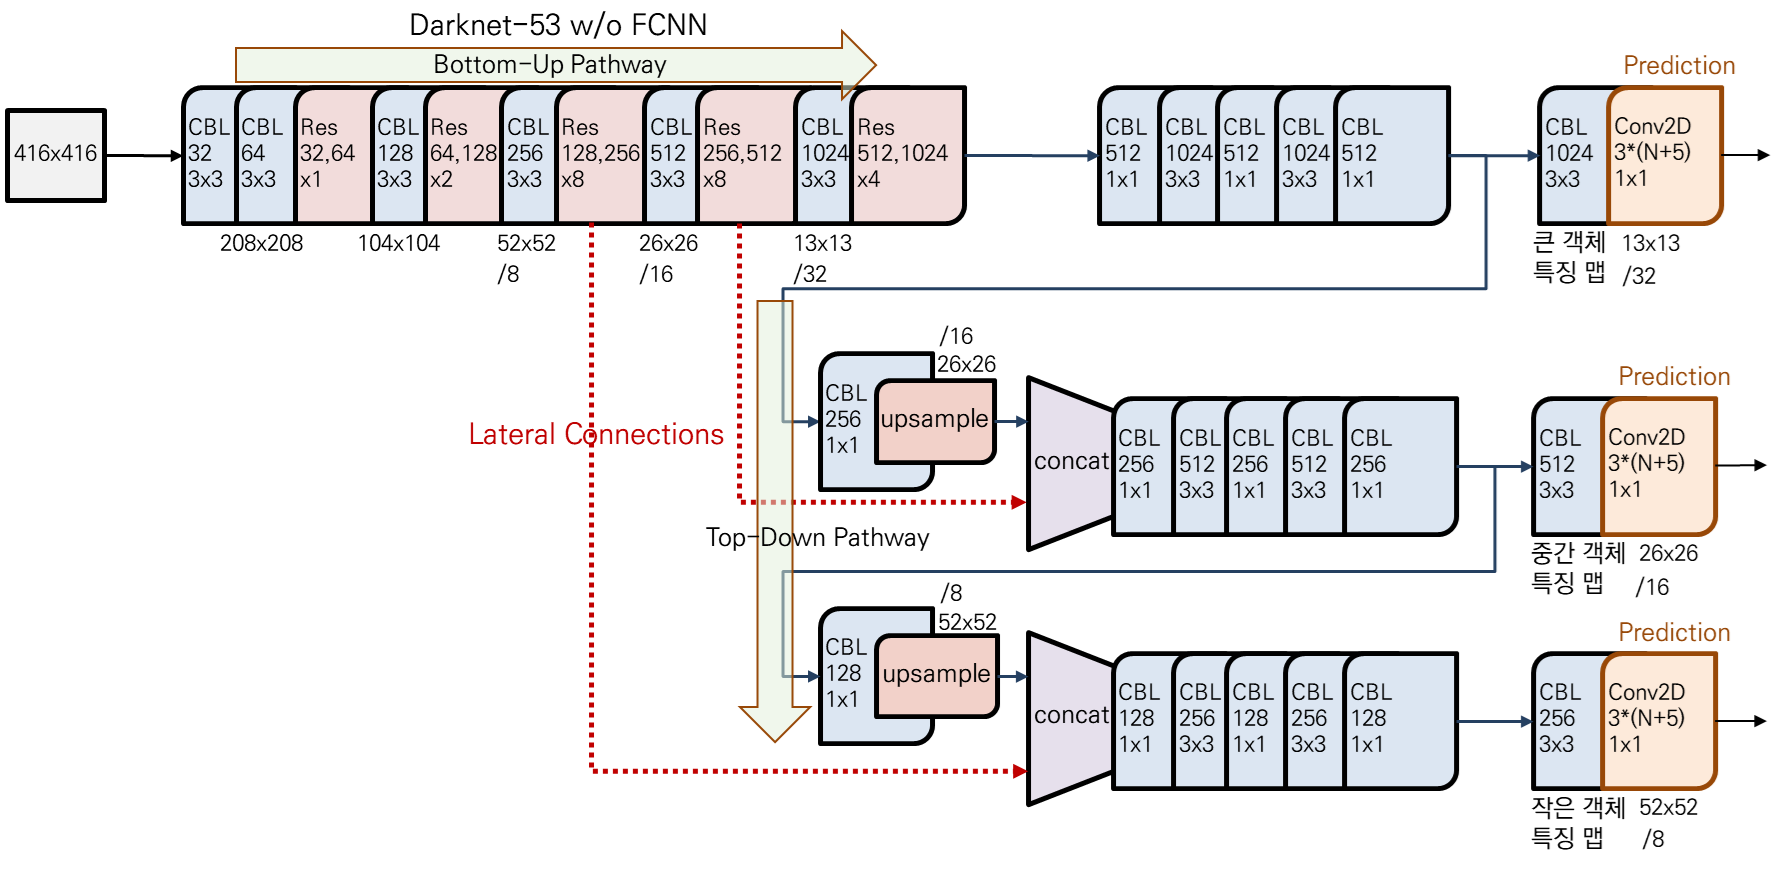 Darknet-53 w/o FCNN
Bottom-Up Pathway
416x416
CBL
32
3x3
CBL
64
3x3
Res
32,64
x1
CBL
128
3x3
Res
64,128
x2
CBL
256
3x3
Res
128,256
x8
CBL
512
3x3
Res
256,512
x8
CBL
1024
3x3
Res
512,1024
x4
208x208
104x104
52x52
/8
26x26
/16
13x13
/32
CBL
512
1x1
CBL
1024
3x3
CBL
512
1x1
CBL
1024
3x3
CBL
512
1x1
Prediction
CBL
1024
3x3
Conv2D
3*(N+5)
1x1
큰 객체 13x13
특징 맵 /32
Lateral Connections
Top-Down Pathway
/16
26x26
CBL
256
1x1
upsample
concat
CBL
256
1x1
CBL
512
3x3
CBL
256
1x1
CBL
512
3x3
CBL
256
1x1
Prediction
CBL
512
3x3
Conv2D
3*(N+5)
1x1
중간 객체 26x26
특징 맵 /16
/8
52x52
CBL
128
1x1
upsample
concat
CBL
128
1x1
CBL
256
3x3
CBL
128
1x1
CBL
256
3x3
CBL
128
1x1
Prediction
CBL
256
3x3
Conv2D
3*(N+5)
1x1
작은 객체 52x52
특징 맵 /8